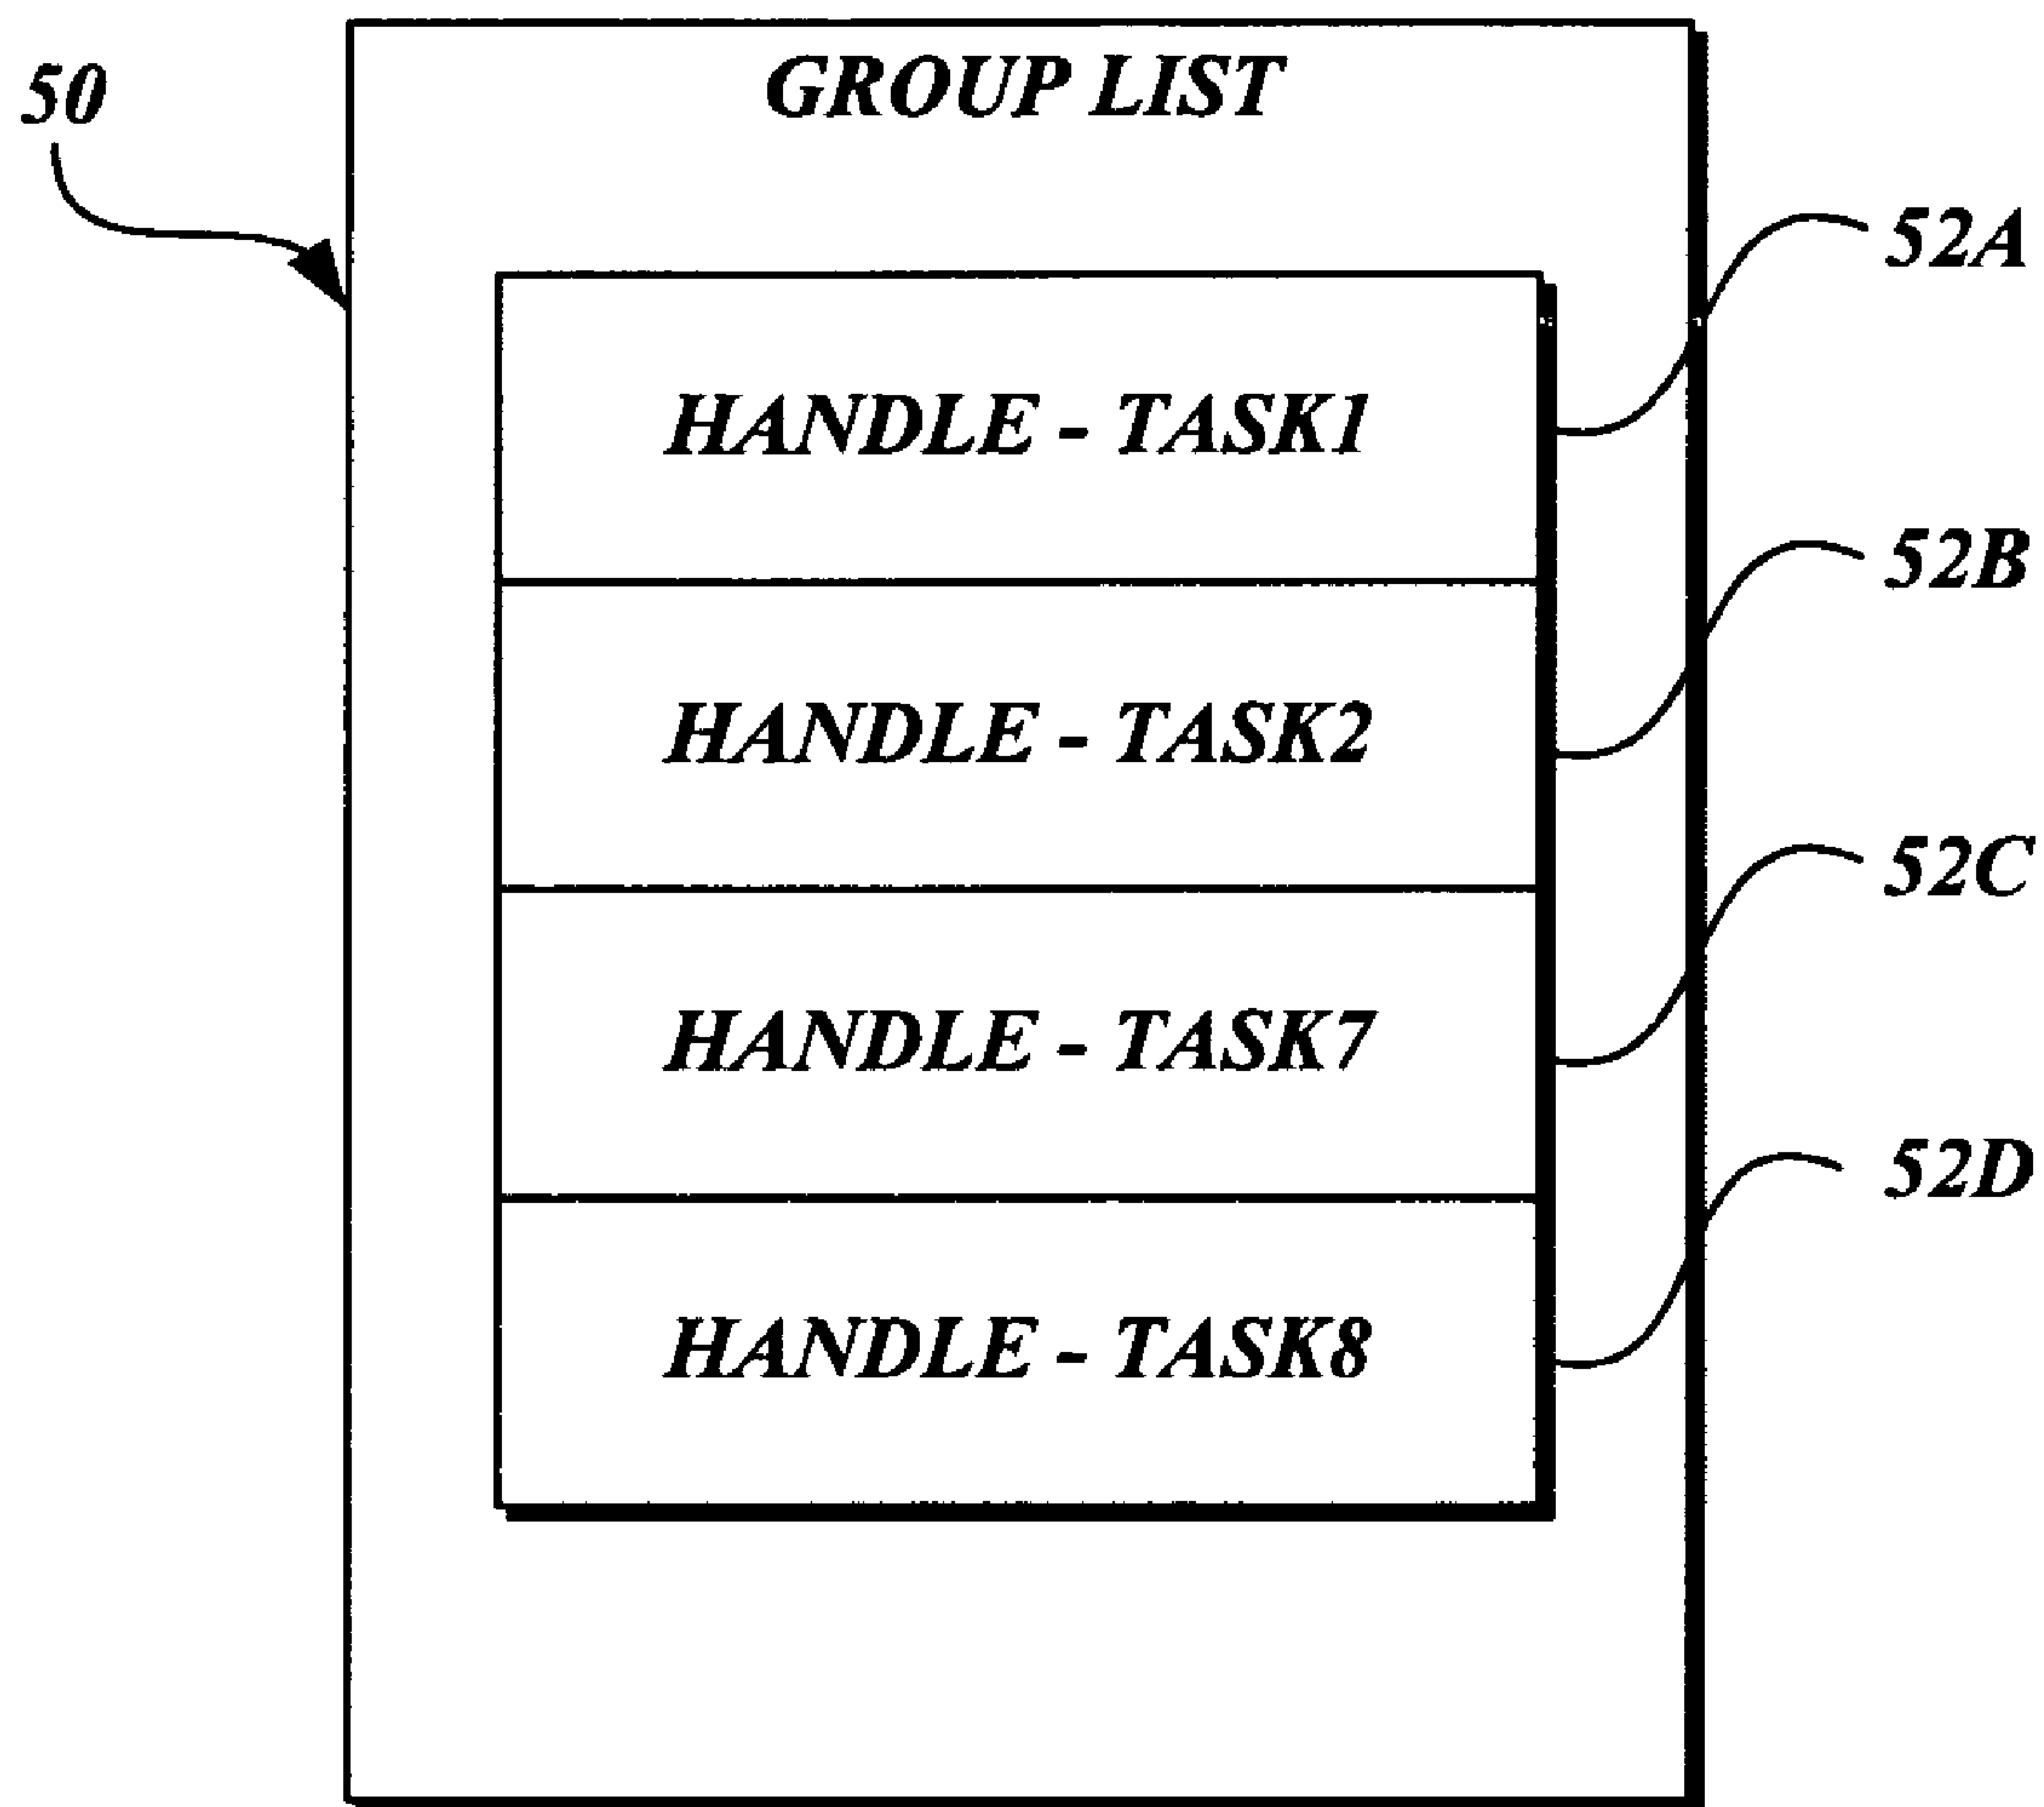 GROUP LIST
50
52A
HANDLE - TASK1
52B
HANDLE - TASK2
52C
HANDLE - TASK7
52D
HANDLE - TASK8